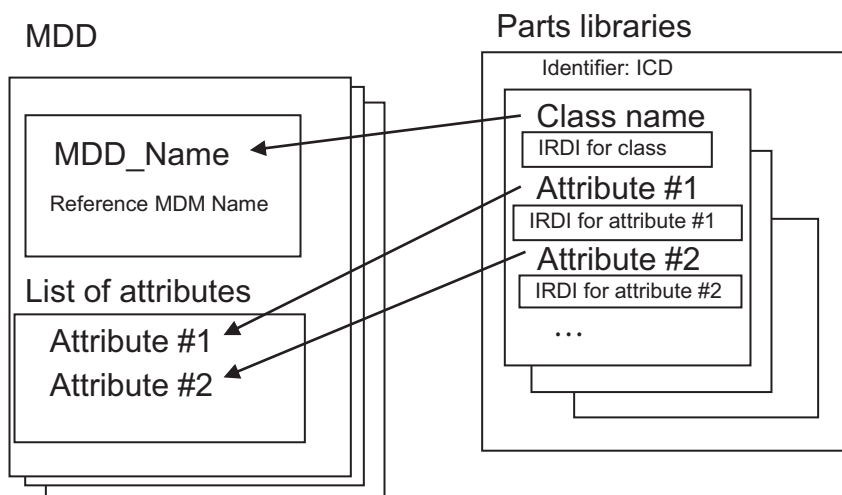 MDD
MDD_Name
Reference MDM Name
List of attributes
Attribute #1
Attribute #2
Parts libraries
Identifier: ICD
Class name
IRDI for class
Attribute #1
IRDI for attribute #1
Attribute #2
IRDI for attribute #2
...